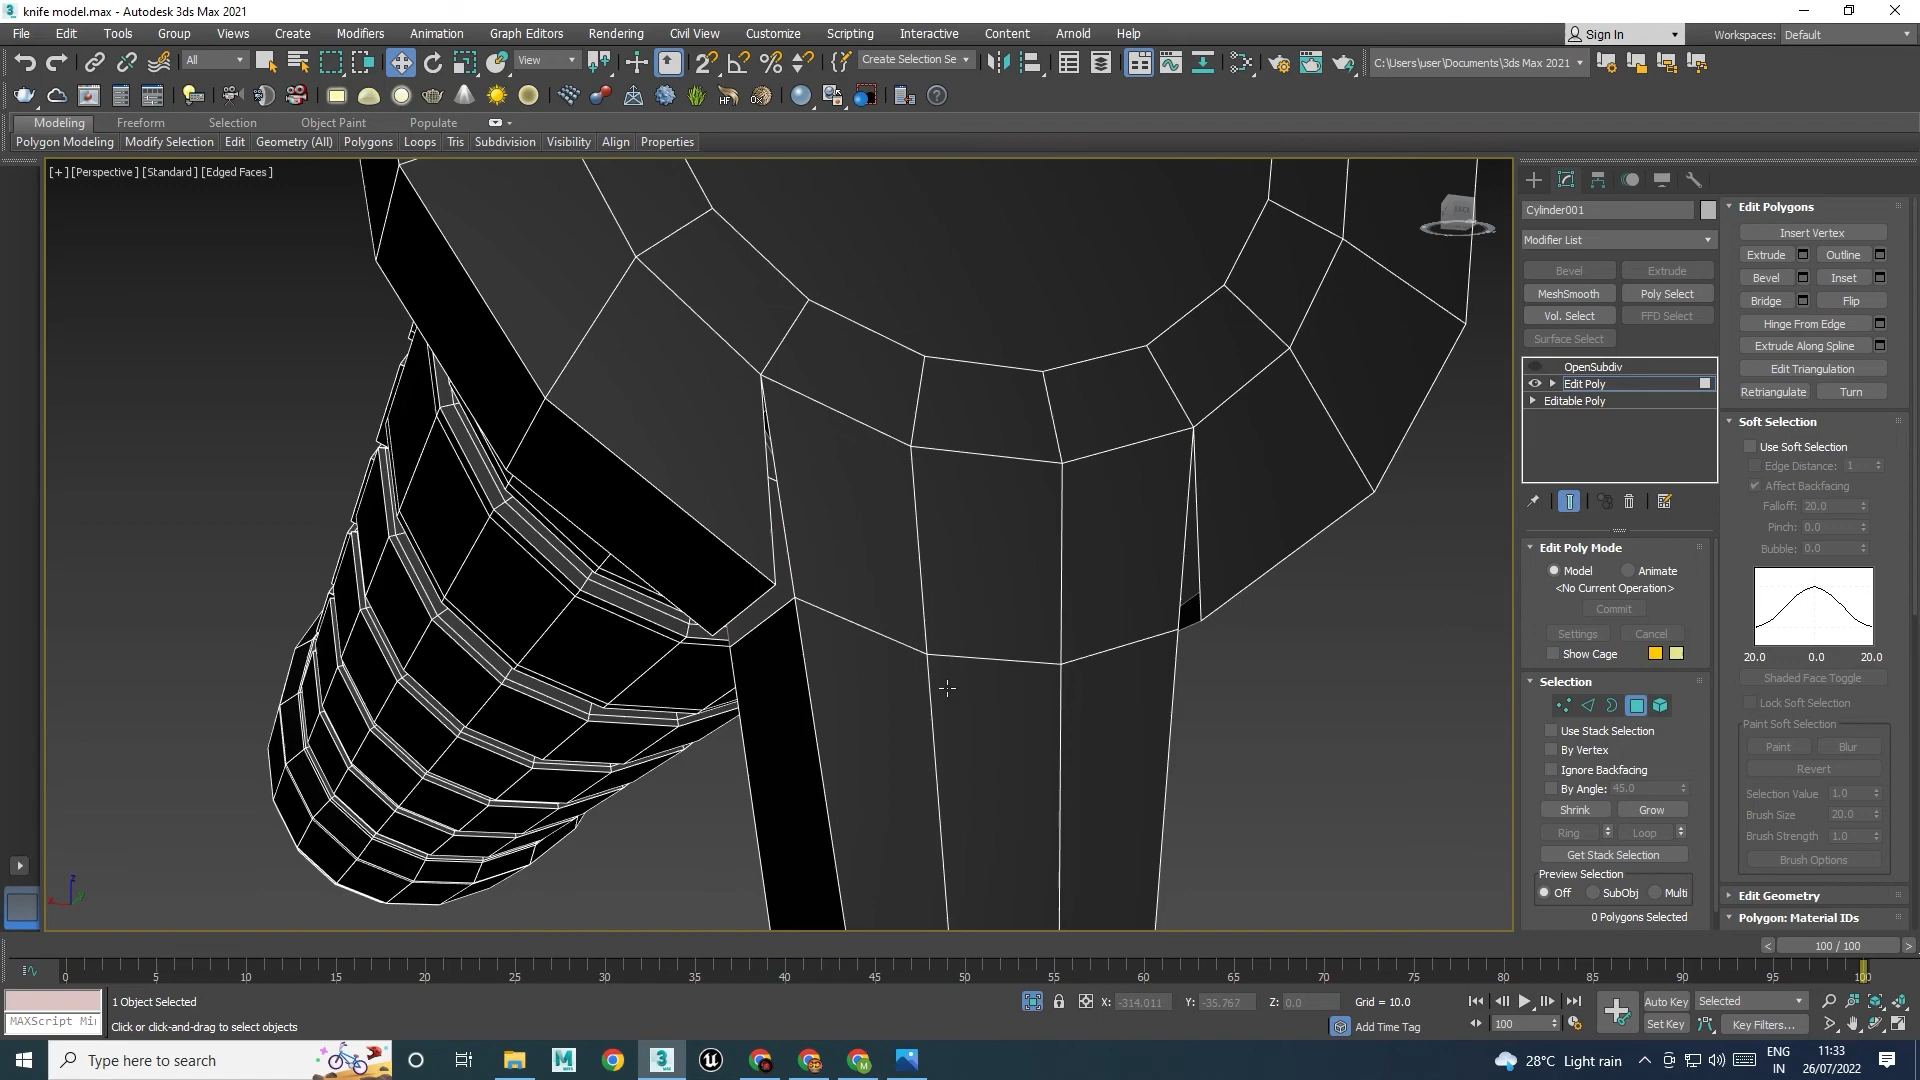 knife model.max - Autodesk 3ds Max 2021
File Edit Tools Group Views Create Modifiers Animation Graph Editors Rendering Civil View Customize Scripting Interactive Content Arnold Help
Sign In
Workspaces: Default
All
View
Create Selection Se
C:\Users\user\Documents\3ds Max 2021
Modeling Freeform Selection Object Paint Populate
Polygon Modeling Modify Selection Edit Geometry (All) Polygons Loops Tris Subdivision Visibility Align Properties
[+] [Perspective] [Standard] [Edged Faces]
Cylinder001
Modifier List
Bevel Extrude
MeshSmooth Poly Select
Vol. Select FFD Select
Surface Select
OpenSubdiv
Edit Poly
Editable Poly
Edit Poly Mode
Model Animate
<No Current Operation>
Commit
Settings Cancel
Show Cage
Selection
Use Stack Selection
By Vertex
Ignore Backfacing
By Angle: 45.0
Shrink Grow
Ring Loop
Get Stack Selection
Preview Selection
Off SubObj Multi
0 Polygons Selected
Edit Polygons
Insert Vertex
Extrude Outline
Bevel Inset
Bridge Flip
Hinge From Edge
Extrude Along Spline
Edit Triangulation
Retriangulate Turn
Soft Selection
Use Soft Selection
Edge Distance: 1
Affect Backfacing
Falloff: 20.0
Pinch: 0.0
Bubble: 0.0
20.0 0.0 20.0
Shaded Face Toggle
Lock Soft Selection
Paint Soft Selection
Paint Blur
Revert
Selection Value 1.0
Brush Size 20.0
Brush Strength 1.0
Brush Options
Edit Geometry
Polygon: Material IDs
< 100 / 100 >
0 5 10 15 20 25 30 35 40 45 50 55 60 65 70 75 80 85 90 95 100
1 Object Selected
MAXScript Mi
Click or click-and-drag to select objects
X: -314.011 Y: -35.767 Z: 0.0 Grid = 10.0
Add Time Tag
100
Auto Key Selected
Set Key Key Filters...
Type here to search
28°C Light rain
ENG
IN
11:33
26/07/2022